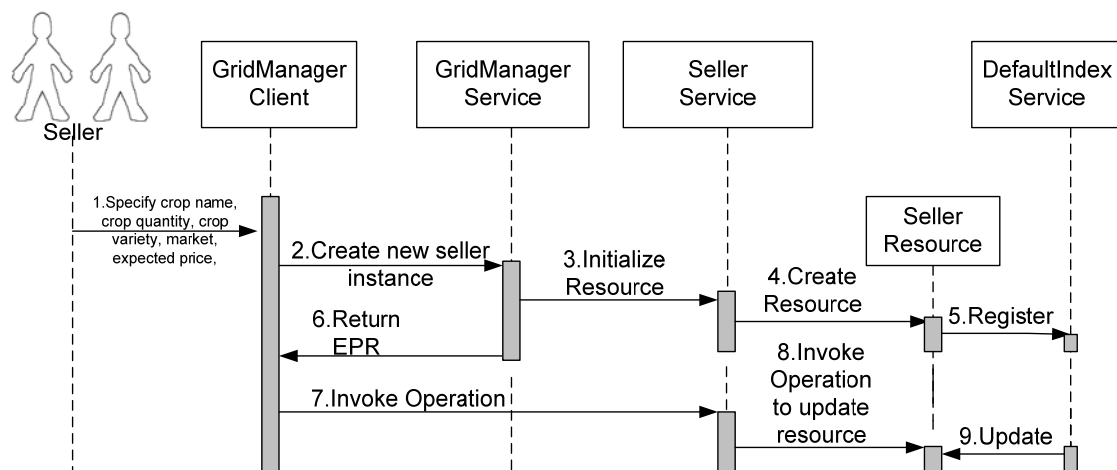 GridManager
Client
GridManager
Service
Seller
Service
DefaultIndex
Service
Seller
1.Specify crop name,
crop quantity, crop
variety, market,
expected price,
Seller
Resource
2.Create new seller
instance
3.Initialize
Resource
4.Create
Resource
5.Register
6.Return
EPR
7.Invoke Operation
8.Invoke
Operation
to update
resource
9.Update